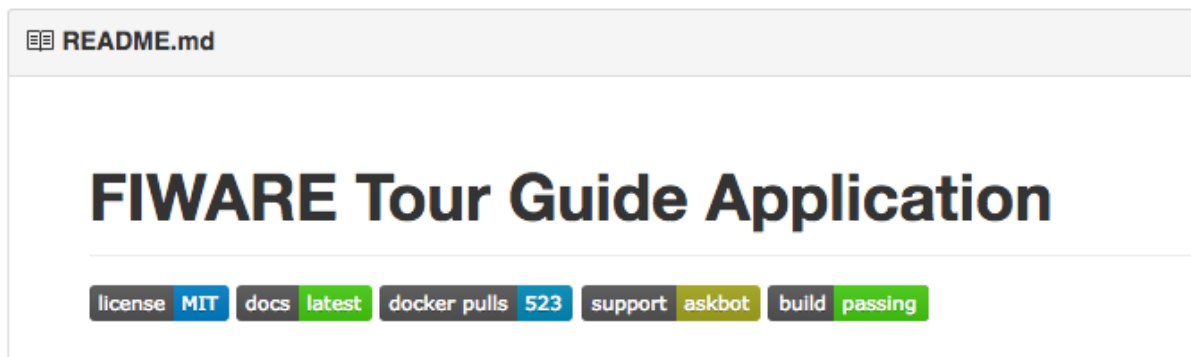 README.md
FIWARE Tour Guide Application
license MIT docs latest docker pulls 523 support askbot build passing